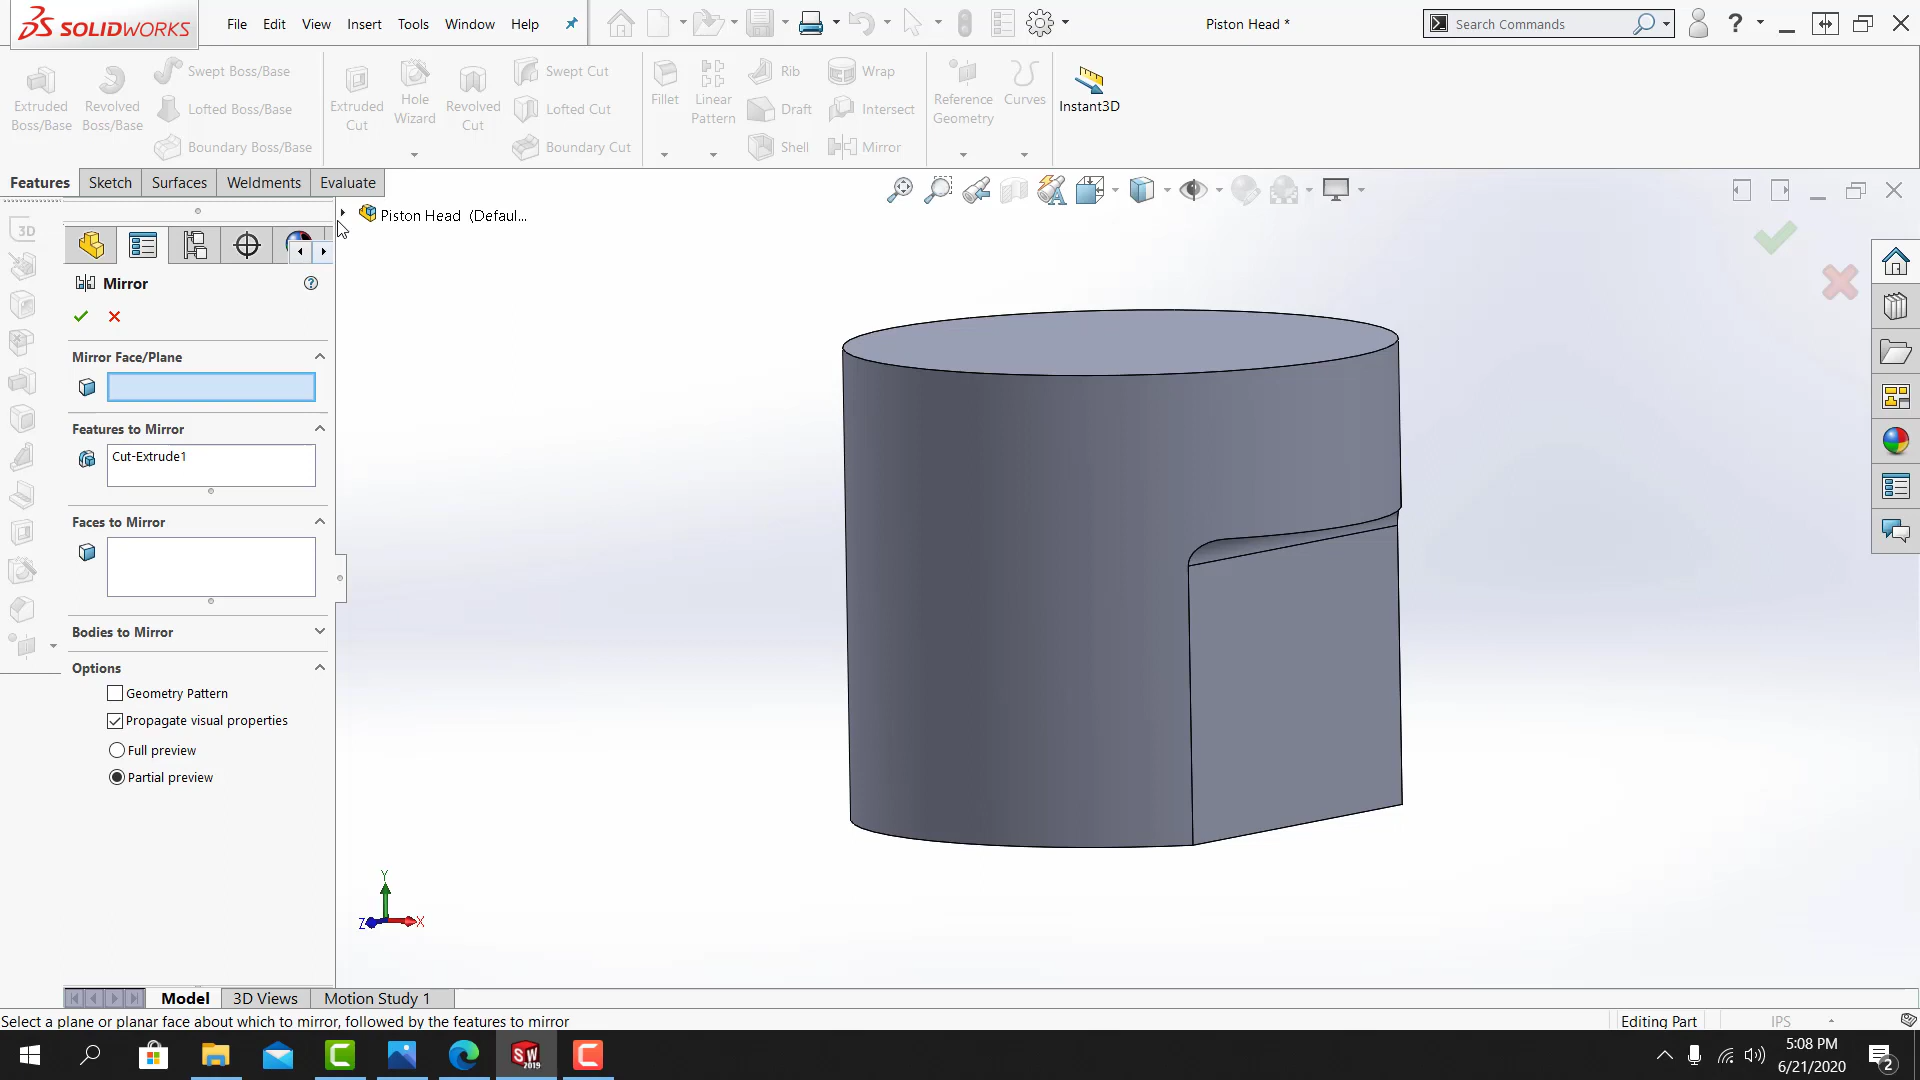 SOLIDWORKS
File Edit View Insert Tools Window Help
Piston Head *
Search Commands
?
Extruded Boss/Base
Revolved Boss/Base
Swept Boss/Base
Lofted Boss/Base
Boundary Boss/Base
Extruded Cut
Hole Wizard
Revolved Cut
Swept Cut
Lofted Cut
Boundary Cut
Fillet
Linear Pattern
Rib
Draft
Shell
Wrap
Intersect
Mirror
Reference Geometry
Curves
Instant3D
Features Sketch Surfaces Weldments Evaluate
3D
Piston Head (Defaul...
Mirror
?
Mirror Face/Plane
Features to Mirror
Cut-Extrude1
Faces to Mirror
Bodies to Mirror
Options
Geometry Pattern
Propagate visual properties
Full preview
Partial preview
Y
Z X
Model 3D Views Motion Study 1
Select a plane or planar face about which to mirror, followed by the features to mirror
Editing Part IPS
SW 2019
5:08 PM
6/21/2020
2